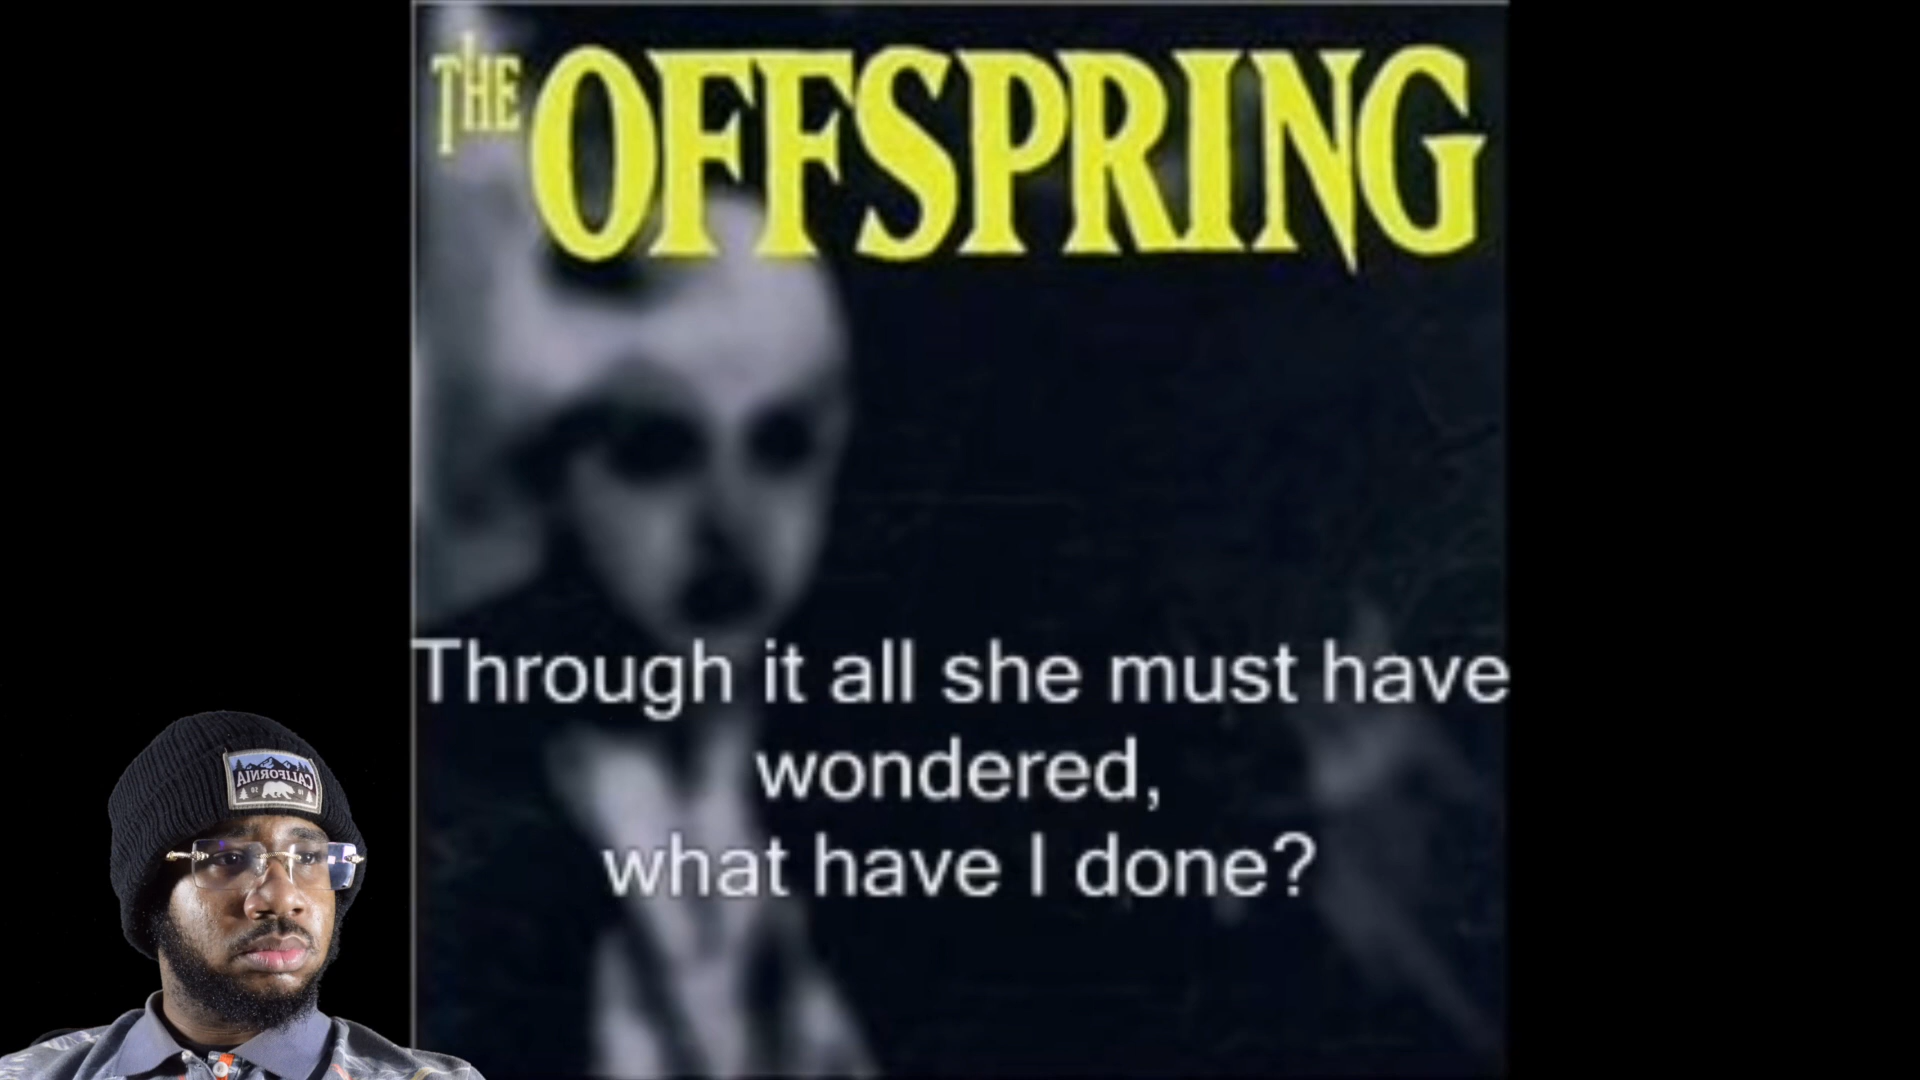 THE OFFSPRING
Through it all she must have
wondered,
what have I done?
CALIFORNIA